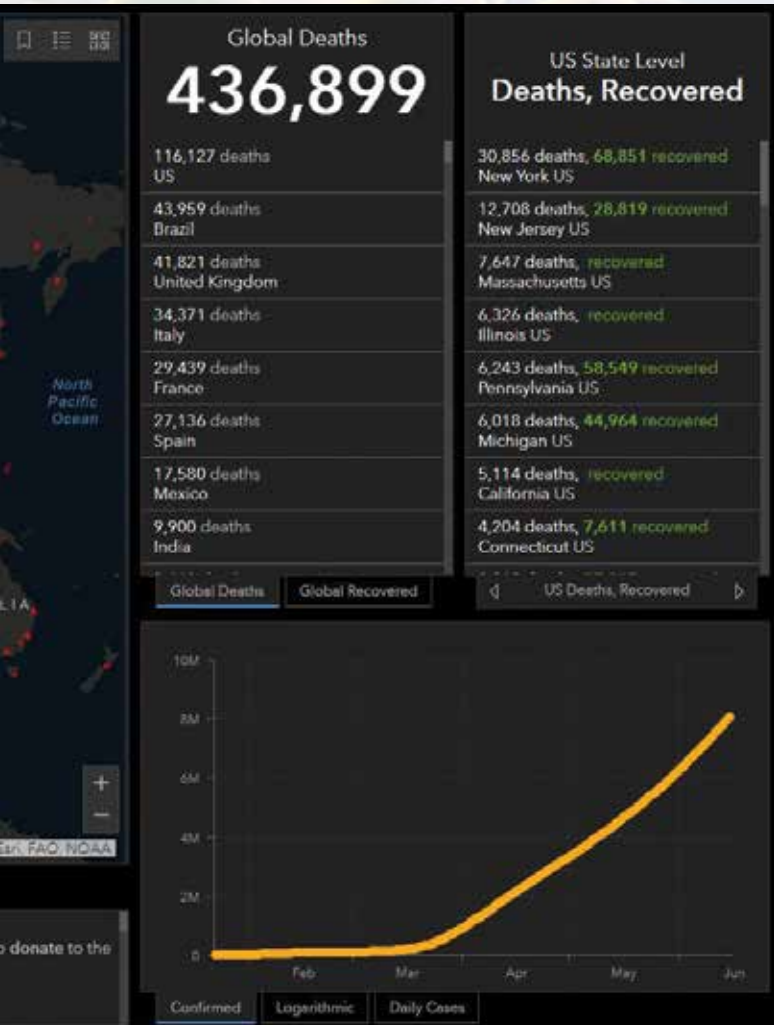 Global Deaths
436,899
116,127 deaths
US
43,959 deaths
Brazil
41,821 deaths
United Kingdom
34,371 deaths
Italy
29,439 deaths
France
27,136 deaths
Spain
17,580 deaths
Mexico
9,900 deaths
India
Global Deaths
Global Recovered
US State Level
Deaths, Recovered
30,856 deaths, 68,851 recovered
New York US
12,708 deaths, 28,819 recovered
New Jersey US
7,647 deaths, recovered
Massachusetts US
6,326 deaths, recovered
Illinois US
6,243 deaths, 58,549 recovered
Pennsylvania US
6,018 deaths, 44,964 recovered
Michigan US
5,114 deaths, recovered
California US
4,204 deaths, 7,611 recovered
Connecticut US
US Deaths, Recovered
North
Pacific
Ocean
LIA
+
−
Esri, FAO, NOAA
donate to the
10M
8M
6M
4M
2M
0
Feb Mar Apr May Jun
Confirmed
Logarithmic
Daily Cases